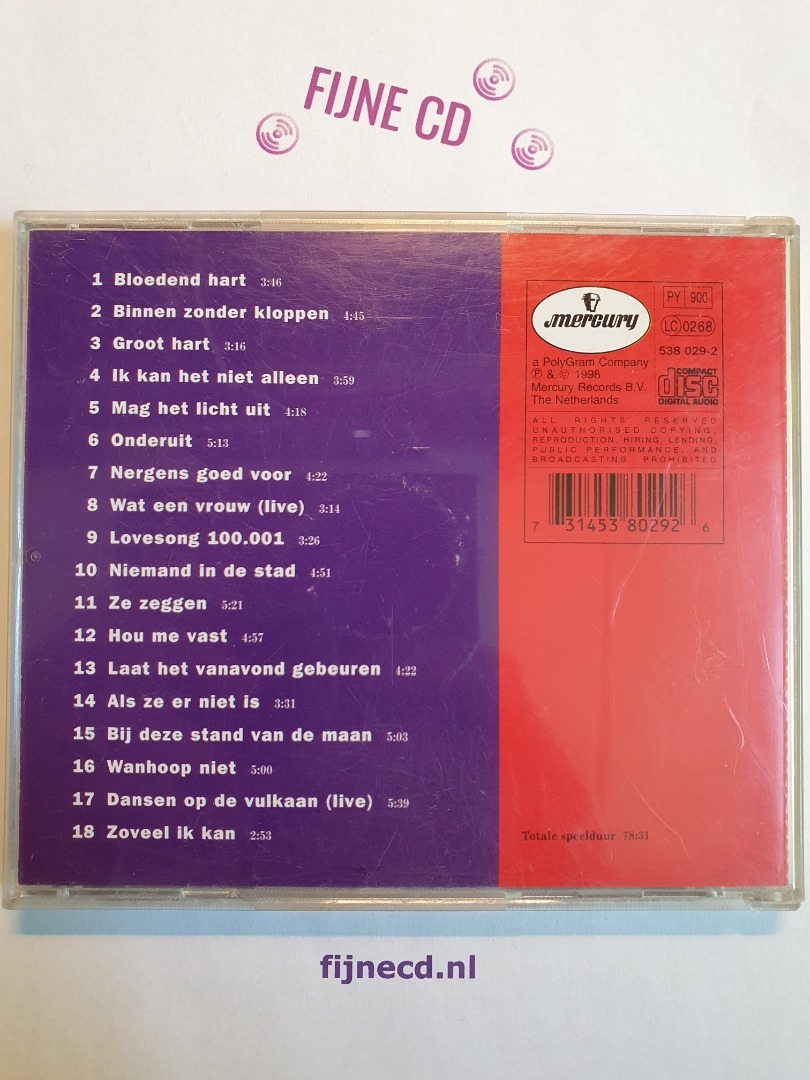 FIJNE CD
1 Bloedend hart 3:46
2 Binnen zonder kloppen 4:45
3 Groot hart 3:16
4 Ik kan het niet alleen 3:59
5 Mag het licht uit 4:18
6 Onderuit 5:13
7 Nergens goed voor 4:22
8 Wat een vrouw (live) 3:14
9 Lovesong 100.001 3:26
10 Niemand in de stad 4:51
11 Ze zeggen 5:21
12 Hou me vast 4:57
13 Laat het vanavond gebeuren 4:22
14 Als ze er niet is 3:31
15 Bij deze stand van de maan 5:03
16 Wanhoop niet 5:00
17 Dansen op de vulkaan (live) 5:39
18 Zoveel ik kan 2:53
mercury
PY 900
LC 0268
538 029-2
a PolyGram Company
℗ & © 1998
Mercury Records B.V.
The Netherlands
COMPACT
disc
DIGITAL AUDIO
ALL RIGHTS RESERVED
UNAUTHORISED COPYING,
REPRODUCTION, HIRING, LENDING,
PUBLIC PERFORMANCE, AND
BROADCASTING PROHIBITED
7 31453 80292 6
Totale speelduur 78:31
fijnecd.nl